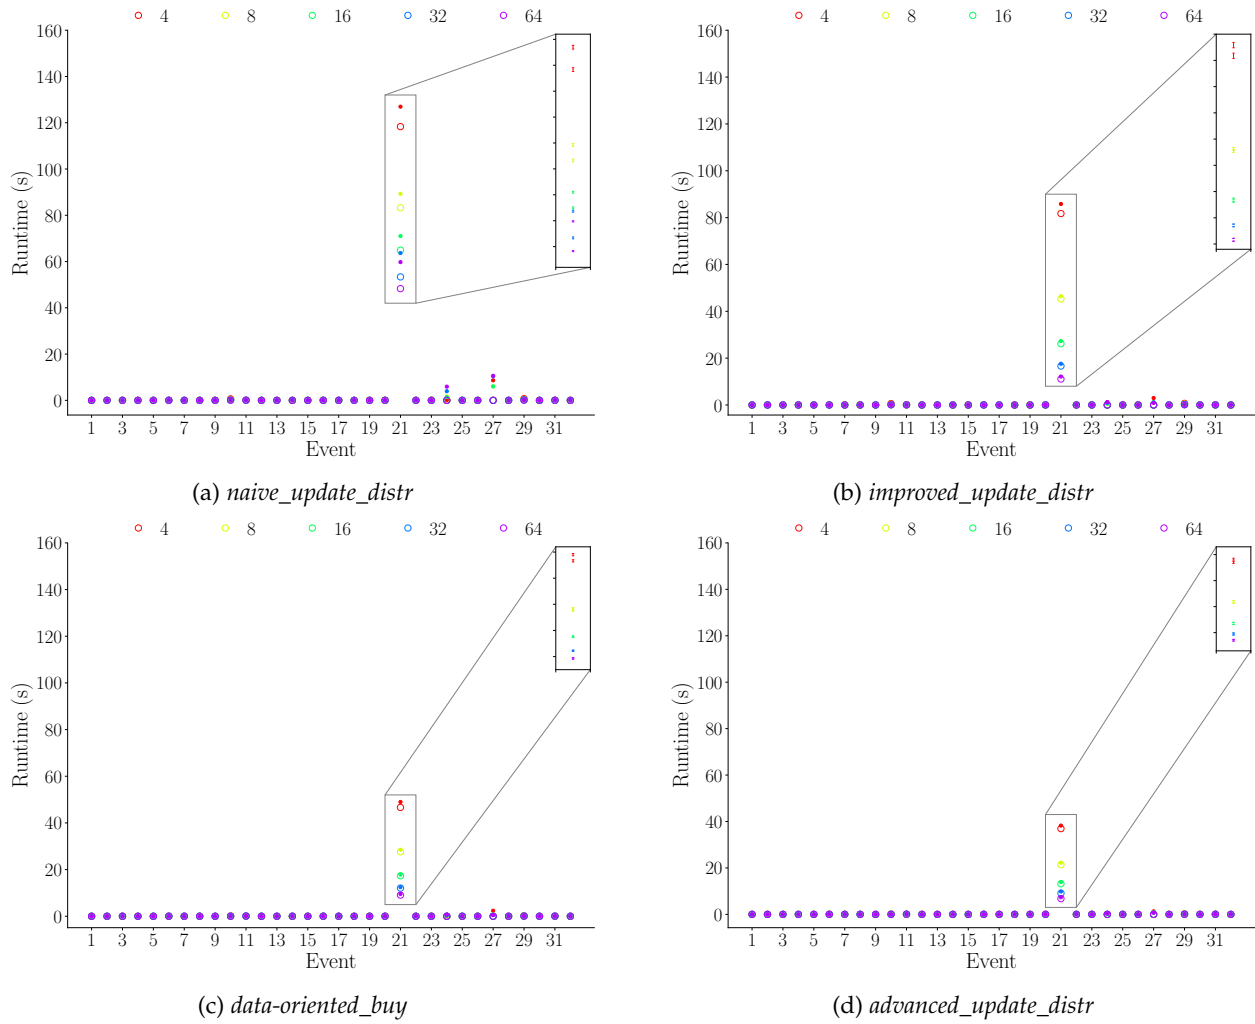 4 8 16 32 64
160
140
120
100
80
60
40
20
0
Runtime (s)
1 3 5 7 9 11 13 15 17 19 21 23 25 27 29 31
Event
(a) naive_update_distr
4 8 16 32 64
160
140
120
100
80
60
40
20
0
Runtime (s)
1 3 5 7 9 11 13 15 17 19 21 23 25 27 29 31
Event
(b) improved_update_distr
4 8 16 32 64
160
140
120
100
80
60
40
20
0
Runtime (s)
1 3 5 7 9 11 13 15 17 19 21 23 25 27 29 31
Event
(c) data-oriented_buy
4 8 16 32 64
160
140
120
100
80
60
40
20
0
Runtime (s)
1 3 5 7 9 11 13 15 17 19 21 23 25 27 29 31
Event
(d) advanced_update_distr